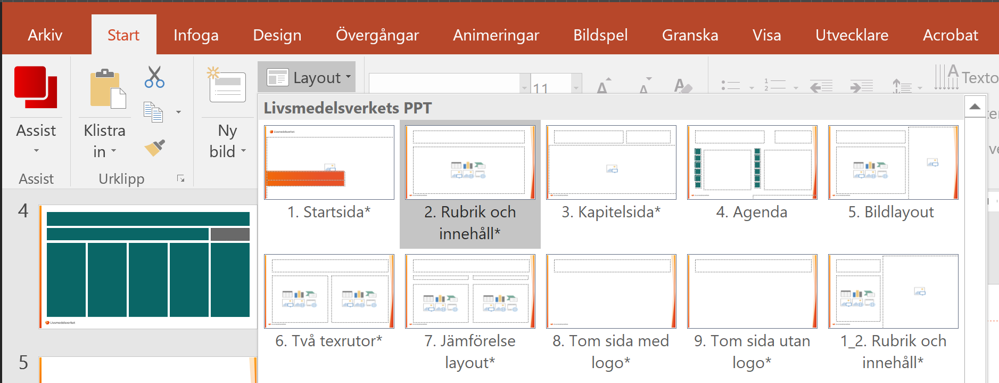 Arkiv Start Infoga Design Övergångar Animeringar Bildspel Granska Visa Utvecklare Acrobat
Layout
11
Texto
Assist
Klistra
in
Ny
bild
Assist
Urklipp
Livsmedelsverkets PPT
Livsmedelsverket
1. Startsida*
2. Rubrik och
innehåll*
3. Kapitelsida*
4. Agenda
5. Bildlayout
6. Två texrutor*
7. Jämförelse
layout*
8. Tom sida med
logo*
9. Tom sida utan
logo*
1_2. Rubrik och
innehåll*
4
Livsmedelsverket
5